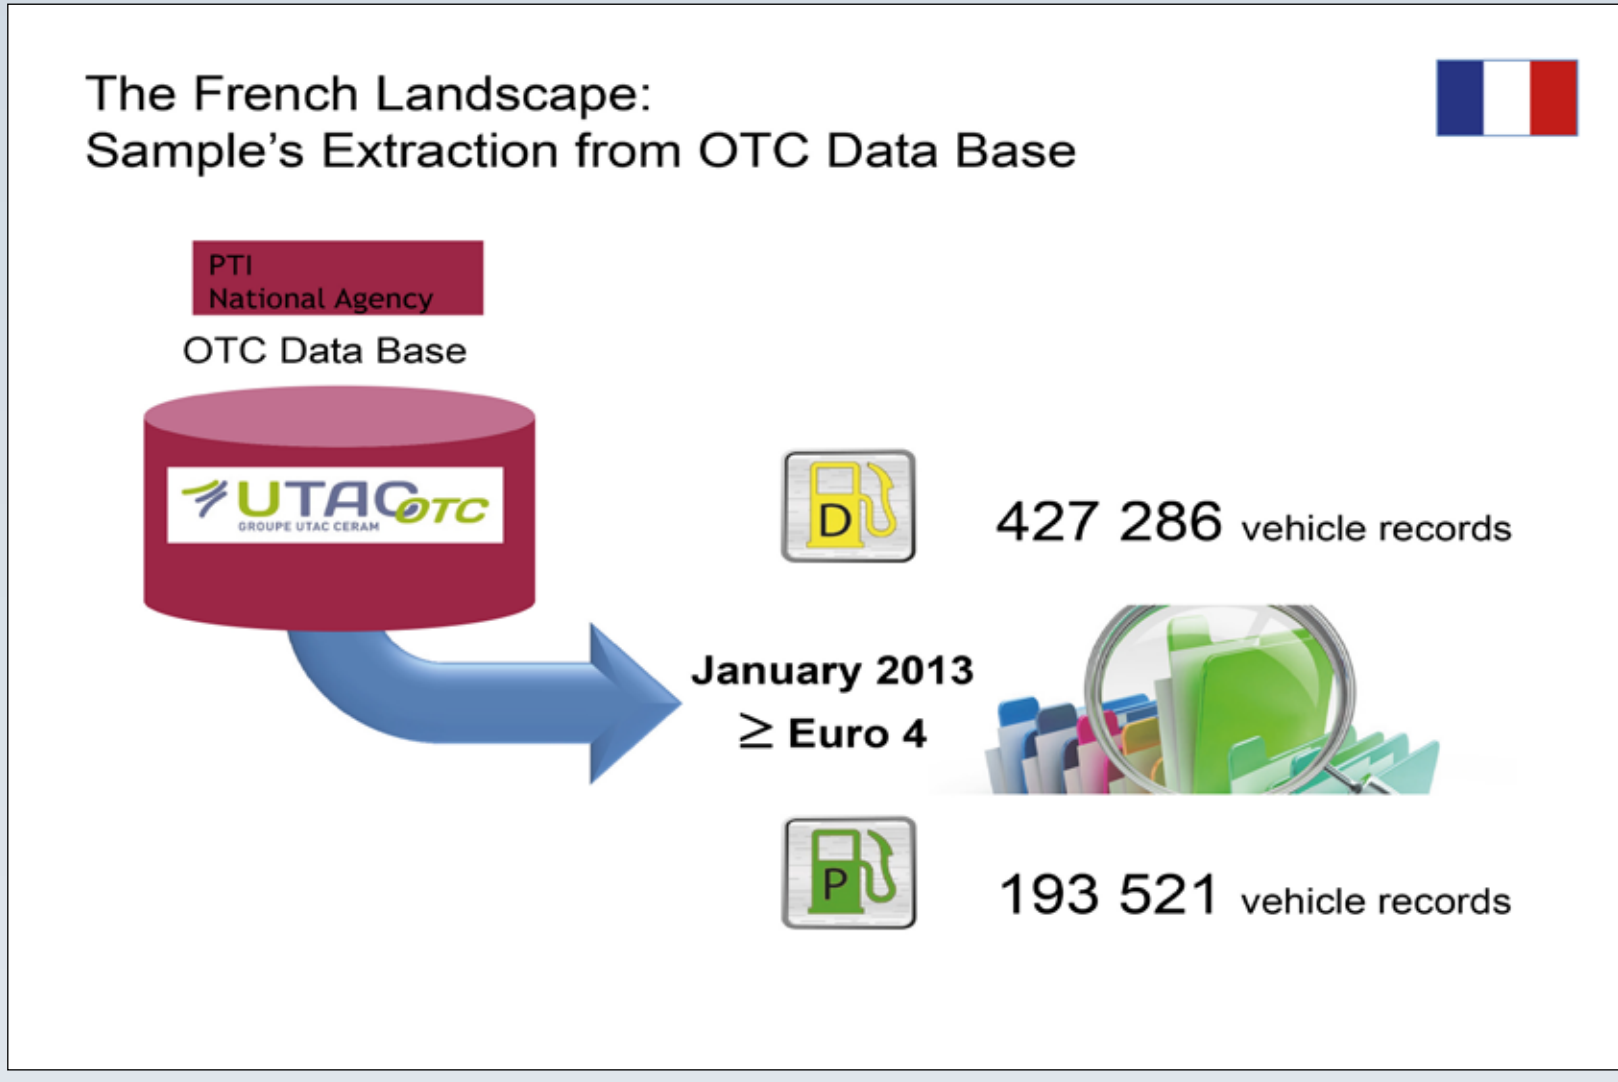 The French Landscape:
Sample's Extraction from OTC Data Base
PTI
National Agency
OTC Data Base
UTAC OTC
GROUPE UTAC CERAM
D
427 286 vehicle records
January 2013
≥ Euro 4
P
193 521 vehicle records